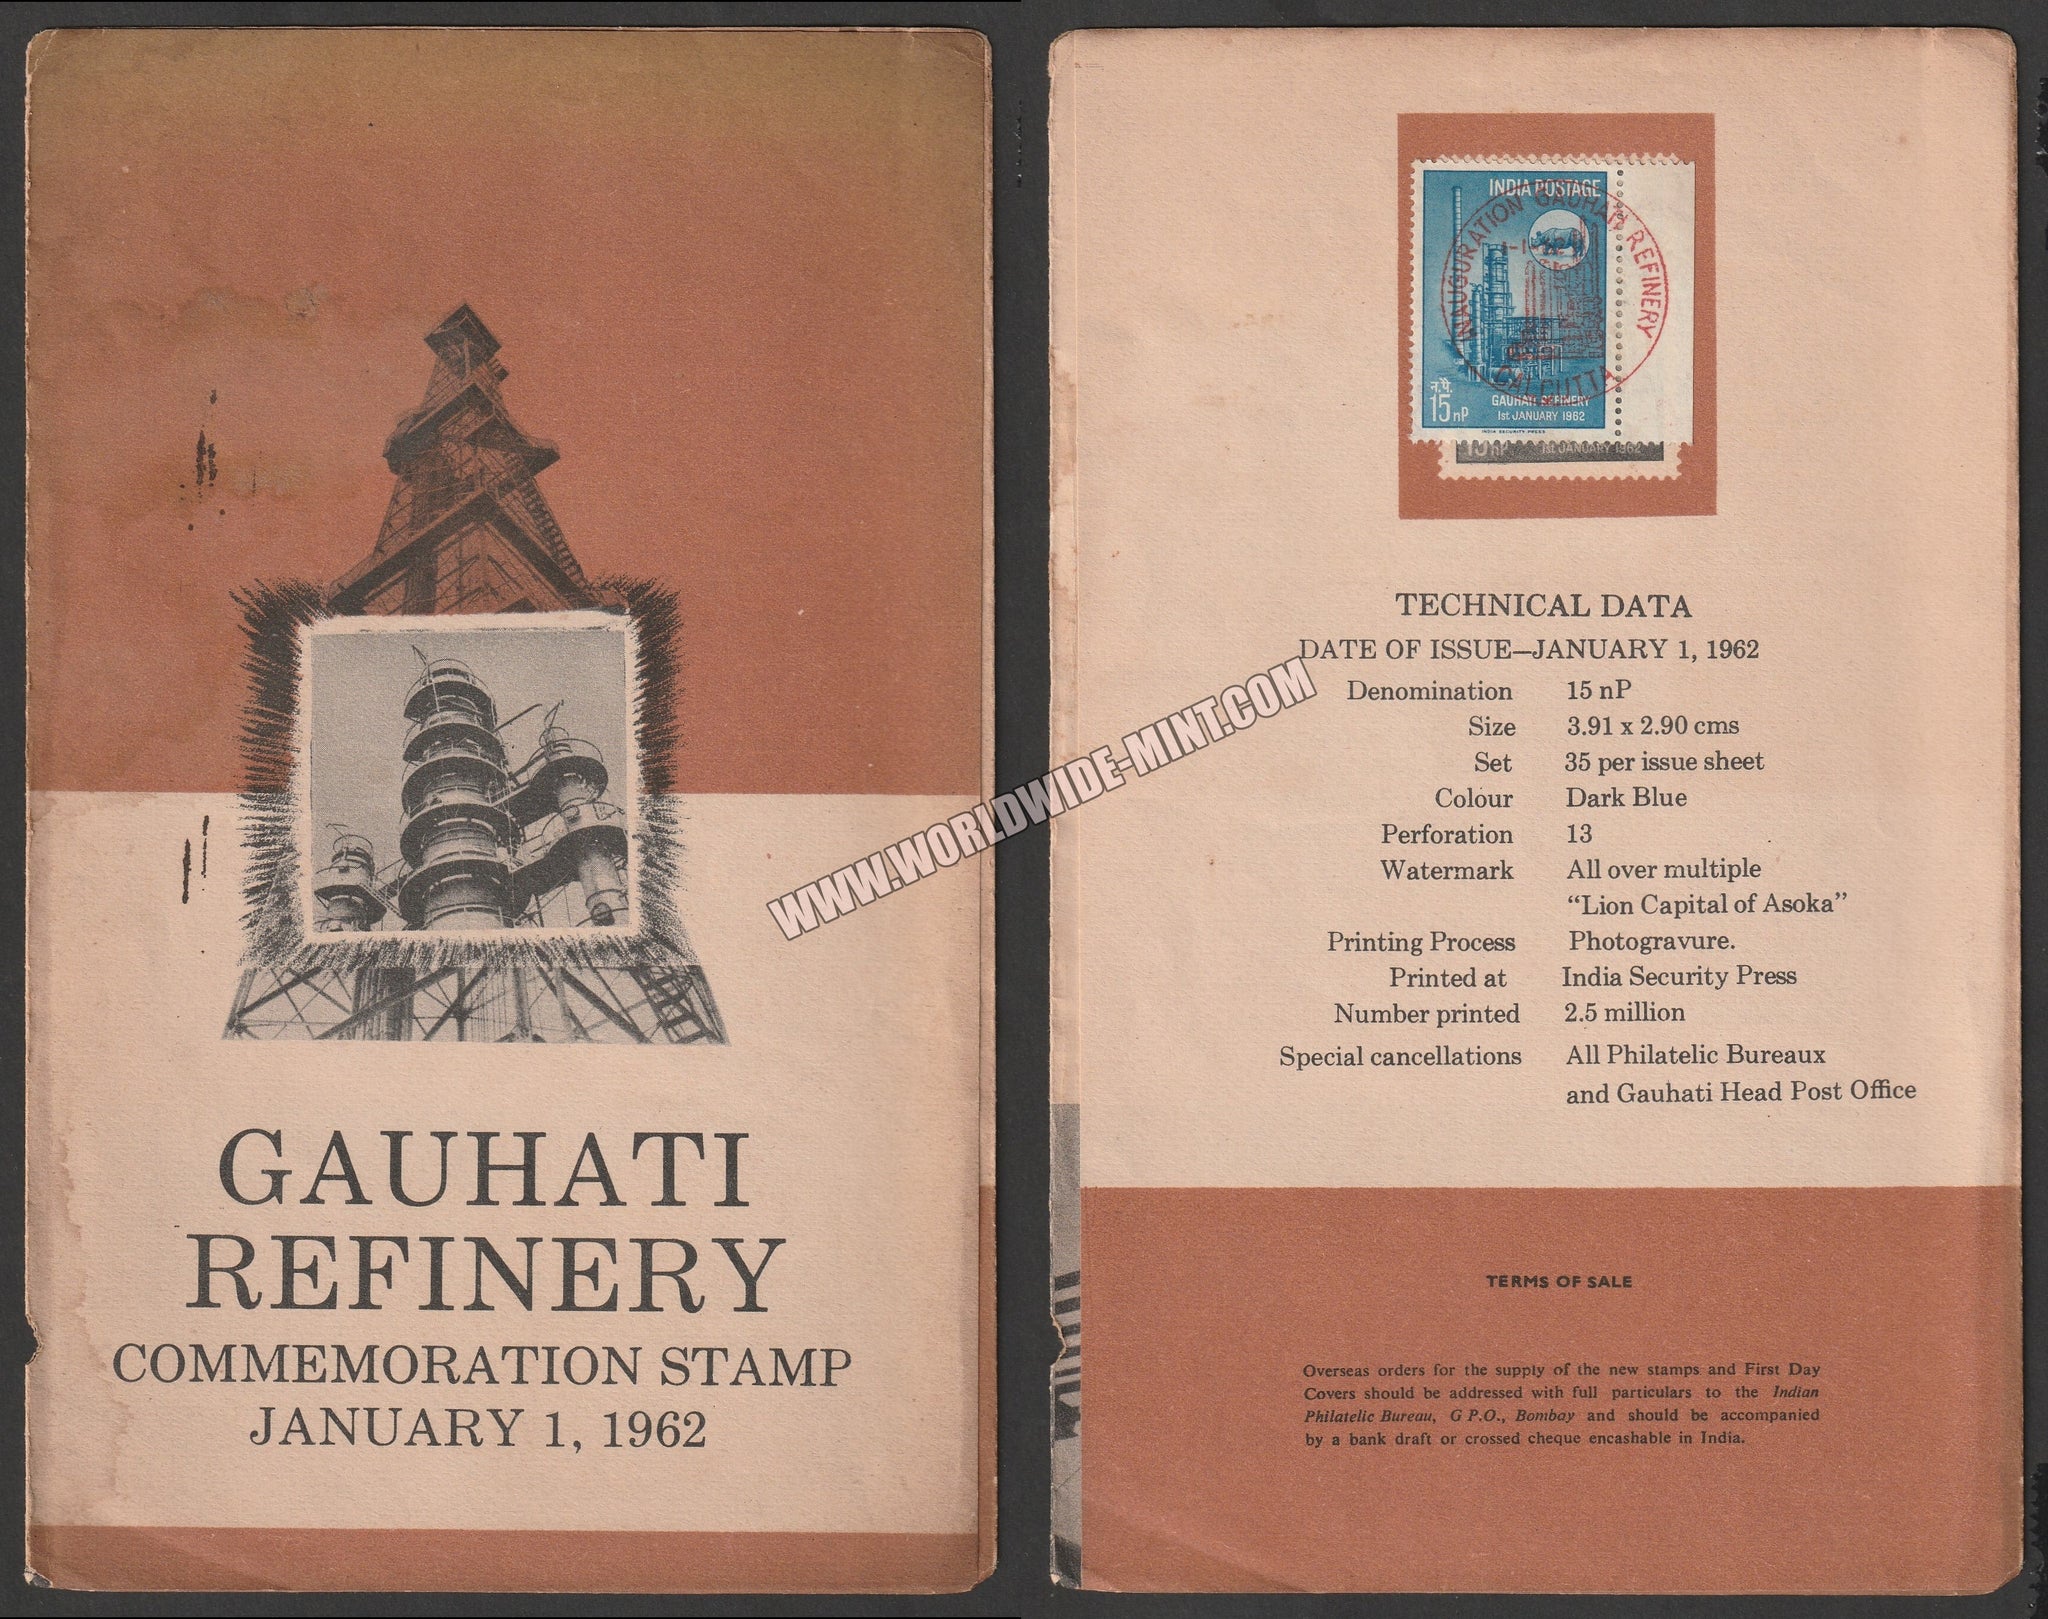 GAUHATI
REFINERY
COMMEMORATION STAMP
JANUARY 1, 1962
WWW.WORLDWIDE-MINT.COM
INDIA POSTAGE
INAUGURATION GAUHATI REFINERY
CALCUTTA
न.पै.
15 nP
GAUHATI REFINERY
1st JANUARY 1962
INDIA SECURITY PRESS
15 nP 1st JANUARY 1962
TECHNICAL DATA
DATE OF ISSUE—JANUARY 1, 1962
Denomination 15 nP
Size 3.91 x 2.90 cms
Set 35 per issue sheet
Colour Dark Blue
Perforation 13
Watermark All over multiple
“Lion Capital of Asoka”
Printing Process Photogravure.
Printed at India Security Press
Number printed 2.5 million
Special cancellations All Philatelic Bureaux
and Gauhati Head Post Office
TERMS OF SALE
Overseas orders for the supply of the new stamps and First Day
Covers should be addressed with full particulars to the Indian
Philatelic Bureau, G P.O., Bombay and should be accompanied
by a bank draft or crossed cheque encashable in India.